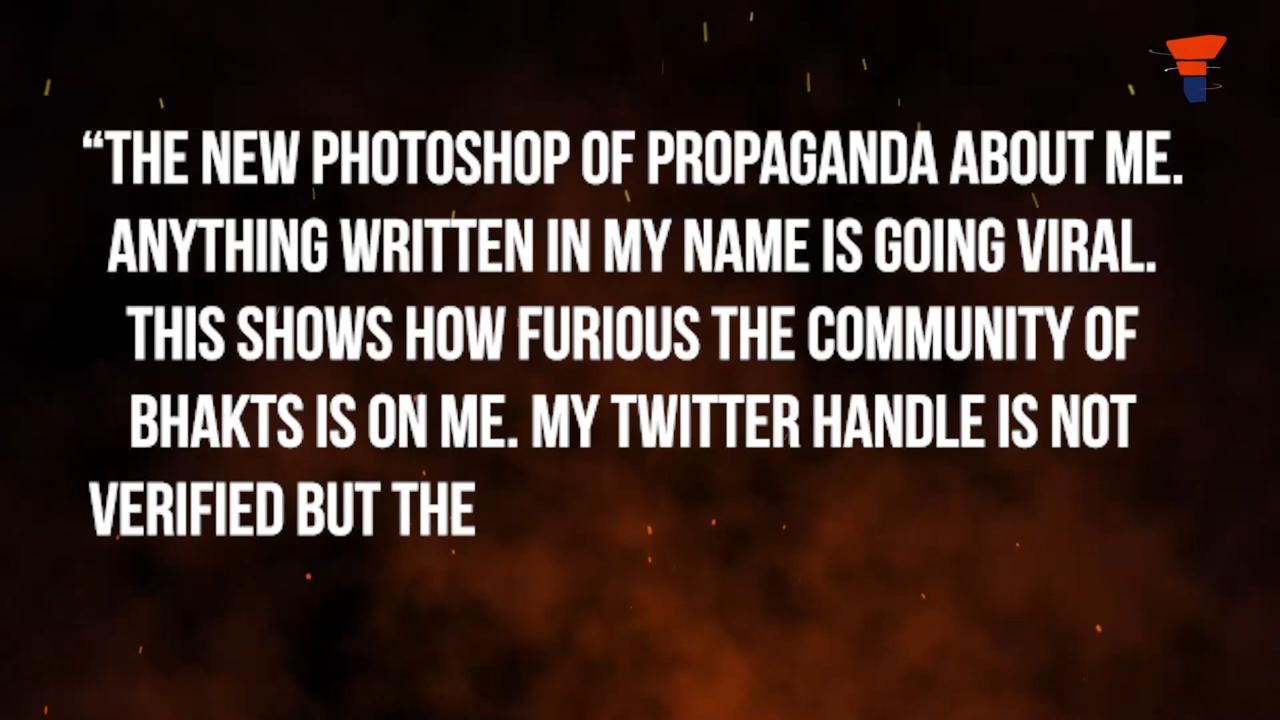 “THE NEW PHOTOSHOP OF PROPAGANDA ABOUT ME.
ANYTHING WRITTEN IN MY NAME IS GOING VIRAL.
THIS SHOWS HOW FURIOUS THE COMMUNITY OF
BHAKTS IS ON ME. MY TWITTER HANDLE IS NOT
VERIFIED BUT THE